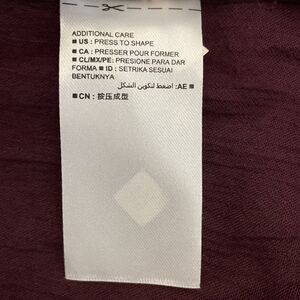 ADDITIONAL CARE
■ US : PRESS TO SHAPE
■ CA : PRESSER POUR FORMER
■ CL/MX/PE: PRESIONE PARA DAR
FORMA ■ ID : SETRIKA SESUAI
BENTUKNYA
■ AE: اضغط لتكوين الشكل
■ CN : 按压成型